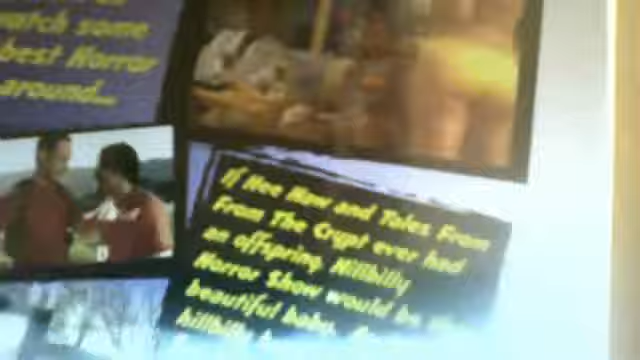 watch some
best Horror
around...
If Hee Haw and Tales From
From The Crypt ever had
an offspring, Hillbilly
Horror Show would be
beautiful baby.